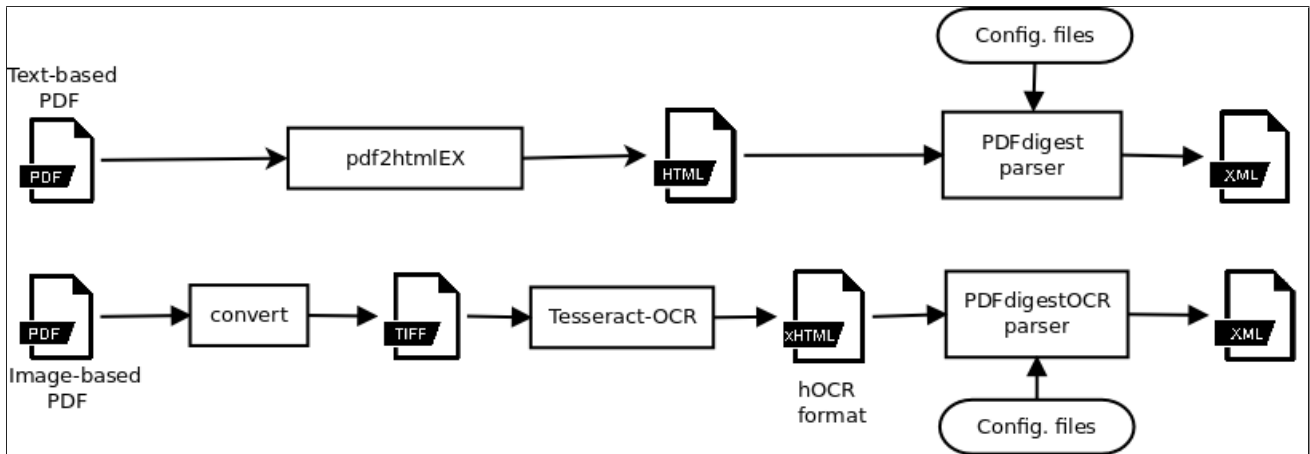 Config. files
Text-based
PDF
PDF
pdf2htmlEX
HTML
PDFdigest
parser
XML
PDF
Image-based
PDF
convert
TIFF
Tesseract-OCR
xHTML
hOCR
format
PDFdigestOCR
parser
XML
Config. files